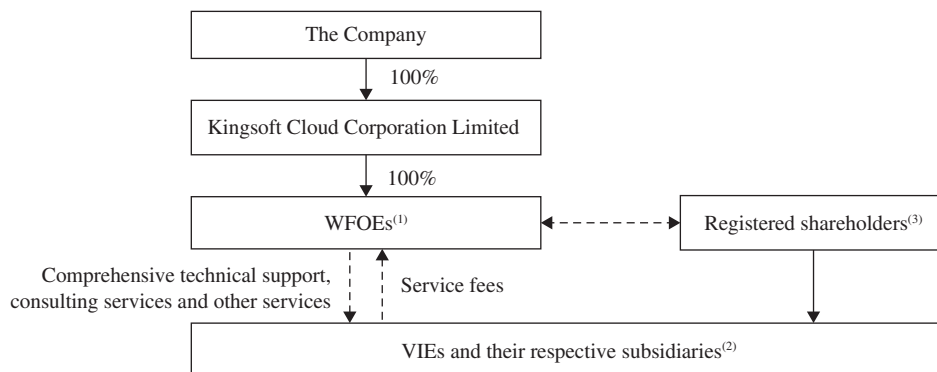 The Company
100%
Kingsoft Cloud Corporation Limited
100%
WFOEs(1)
Registered shareholders(3)
Comprehensive technical support,
consulting services and other services
Service fees
VIEs and their respective subsidiaries(2)